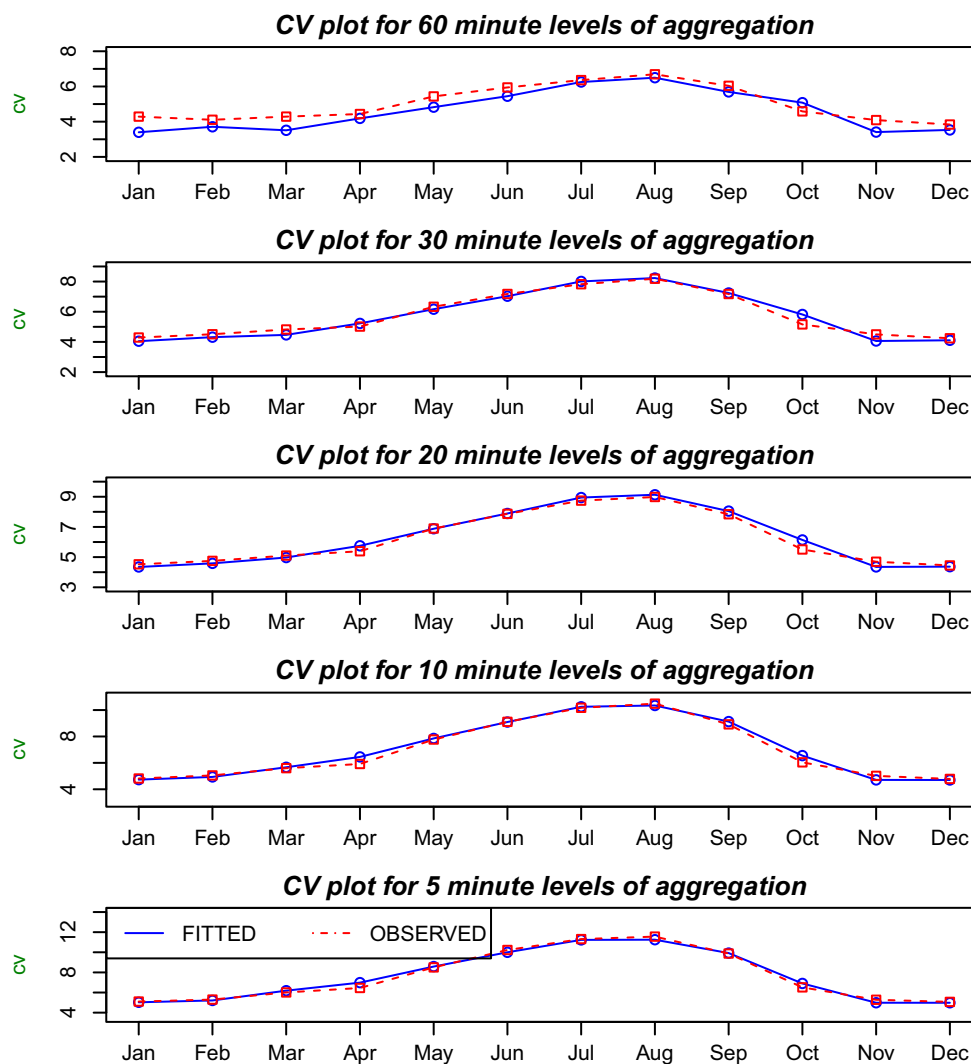 CV plot for 60 minute levels of aggregation
8
6
4
2
cv
Jan Feb Mar Apr May Jun Jul Aug Sep Oct Nov Dec
CV plot for 30 minute levels of aggregation
8
6
4
2
cv
Jan Feb Mar Apr May Jun Jul Aug Sep Oct Nov Dec
CV plot for 20 minute levels of aggregation
9
7
5
3
cv
Jan Feb Mar Apr May Jun Jul Aug Sep Oct Nov Dec
CV plot for 10 minute levels of aggregation
8
4
cv
Jan Feb Mar Apr May Jun Jul Aug Sep Oct Nov Dec
CV plot for 5 minute levels of aggregation
12
8
4
cv
FITTED OBSERVED
Jan Feb Mar Apr May Jun Jul Aug Sep Oct Nov Dec